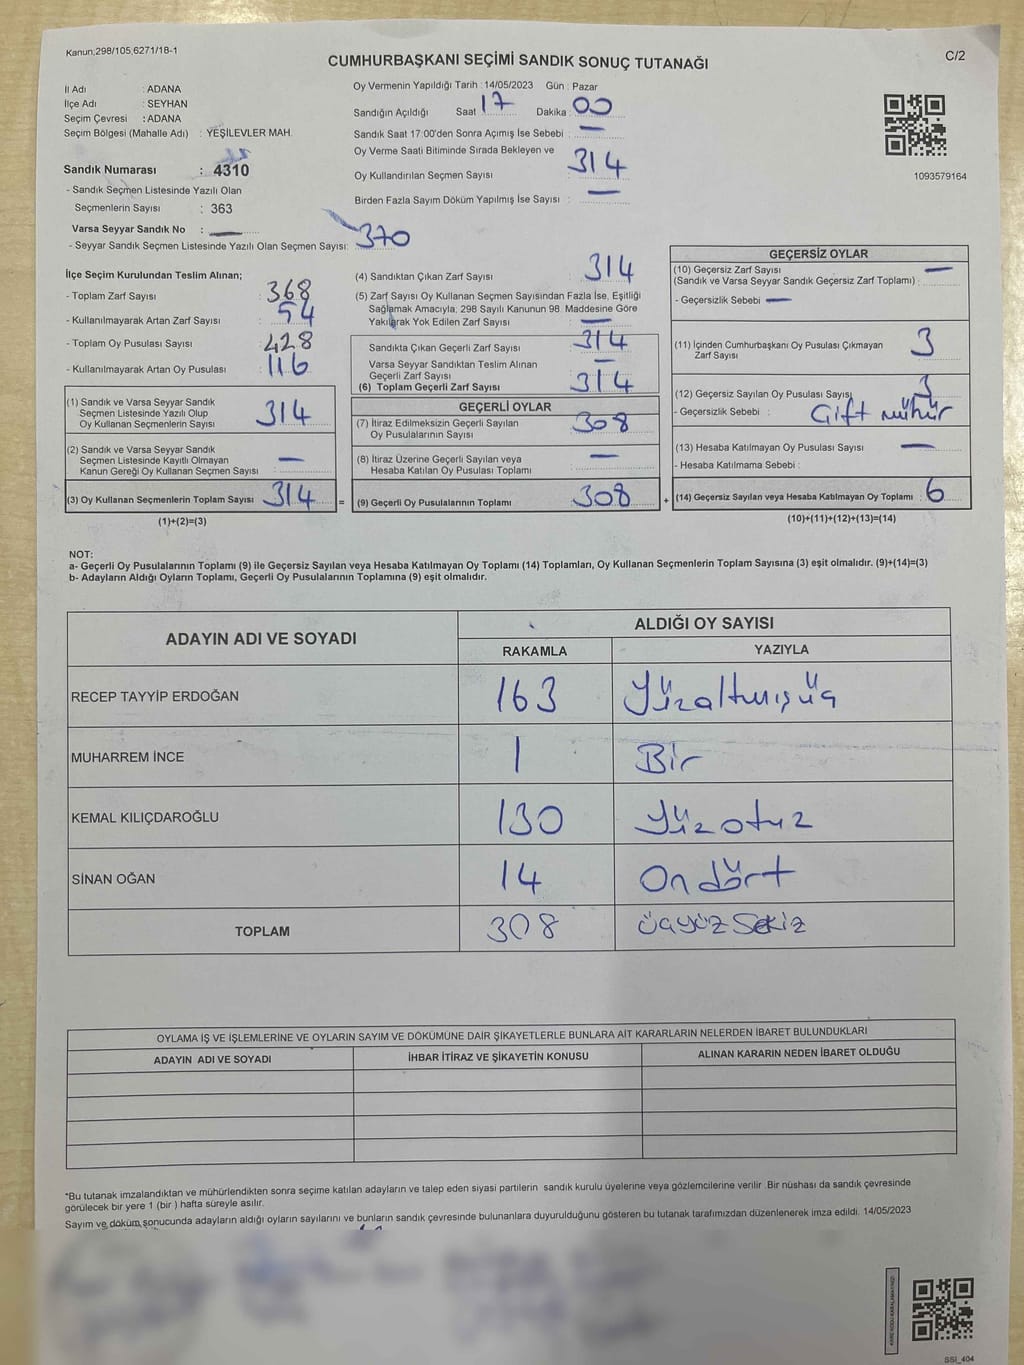 Kanun,298/105,6271/18-1
CUMHURBAŞKANI SEÇİMİ SANDIK SONUÇ TUTANAĞI
C/2
İl Adı : ADANA
İlçe Adı : SEYHAN
Seçim Çevresi : ADANA
Seçim Bölgesi (Mahalle Adı) : YEŞİLEVLER MAH.
Sandık Numarası : 4310
- Sandık Seçmen Listesinde Yazılı Olan
Seçmenlerin Sayısı : 363
Varsa Seyyar Sandık No : —
- Seyyar Sandık Seçmen Listesinde Yazılı Olan Seçmen Sayısı: 370
Oy Vermenin Yapıldığı Tarih : 14/05/2023 Gün : Pazar
Sandığın Açıldığı Saat 17 Dakika : 00
Sandık Saat 17:00'den Sonra Açımış İse Sebebi : —
Oy Verme Saati Bitiminde Sırada Bekleyen ve
Oy Kullandırılan Seçmen Sayısı : 314
Birden Fazla Sayım Döküm Yapılmış İse Sayısı : —
1093579164
İlçe Seçim Kurulundan Teslim Alınan;
- Toplam Zarf Sayısı : 368
- Kullanılmayarak Artan Zarf Sayısı : 54
- Toplam Oy Pusulası Sayısı : 428
- Kullanılmayarak Artan Oy Pusulası : 116
(1) Sandık ve Varsa Seyyar Sandık
Seçmen Listesinde Yazılı Olup
Oy Kullanan Seçmenlerin Sayısı : 314
(2) Sandık ve Varsa Seyyar Sandık
Seçmen Listesinde Kayıtlı Olmayan
Kanun Gereği Oy Kullanan Seçmen Sayısı : —
(3) Oy Kullanan Seçmenlerin Toplam Sayısı : 314 =
(1)+(2)=(3)
(4) Sandıktan Çıkan Zarf Sayısı : 314
(5) Zarf Sayısı Oy Kullanan Seçmen Sayısından Fazla İse, Eşitliği
Sağlamak Amacıyla; 298 Sayılı Kanunun 98. Maddesine Göre
Yakılarak Yok Edilen Zarf Sayısı : —
Sandıkta Çıkan Geçerli Zarf Sayısı : 314
Varsa Seyyar Sandıktan Teslim Alınan
Geçerli Zarf Sayısı : —
(6) Toplam Geçerli Zarf Sayısı : 314
GEÇERLİ OYLAR
(7) İtiraz Edilmeksizin Geçerli Sayılan
Oy Pusulalarının Sayısı : 308
(8) İtiraz Üzerine Geçerli Sayılan veya
Hesaba Katılan Oy Pusulası Toplamı : —
(9) Geçerli Oy Pusulalarının Toplamı : 308 +
GEÇERSİZ OYLAR
(10) Geçersiz Zarf Sayısı —
(Sandık ve Varsa Seyyar Sandık Geçersiz Zarf Toplamı) :
- Geçersizlik Sebebi : —
(11) İçinden Cumhurbaşkanı Oy Pusulası Çıkmayan
Zarf Sayısı 3
(12) Geçersiz Sayılan Oy Pusulası Sayısı 3
- Geçersizlik Sebebi : Çift mühür
(13) Hesaba Katılmayan Oy Pusulası Sayısı —
- Hesaba Katılmama Sebebi :
(14) Geçersiz Sayılan veya Hesaba Katılmayan Oy Toplamı : 6
(10)+(11)+(12)+(13)=(14)
NOT:
a- Geçerli Oy Pusulalarının Toplamı (9) ile Geçersiz Sayılan veya Hesaba Katılmayan Oy Toplamı (14) Toplamları, Oy Kullanan Seçmenlerin Toplam Sayısına (3) eşit olmalıdır. (9)+(14)=(3)
b- Adayların Aldığı Oyların Toplamı, Geçerli Oy Pusulalarının Toplamına (9) eşit olmalıdır.
ADAYIN ADI VE SOYADI
ALDIĞI OY SAYISI
RAKAMLA YAZIYLA
RECEP TAYYİP ERDOĞAN 163 Yüzaltmışüç
MUHARREM İNCE 1 Bir
KEMAL KILIÇDAROĞLU 130 Yüzotuz
SİNAN OĞAN 14 On dört
TOPLAM 308 üçyüz Sekiz
OYLAMA İŞ VE İŞLEMLERİNE VE OYLARIN SAYIM VE DÖKÜMÜNE DAİR ŞİKAYETLERLE BUNLARA AİT KARARLARIN NELERDEN İBARET BULUNDUKLARI
ADAYIN ADI VE SOYADI İHBAR İTİRAZ VE ŞİKAYETİN KONUSU ALINAN KARARIN NEDEN İBARET OLDUĞU
*Bu tutanak imzalandıktan ve mühürlendikten sonra seçime katılan adayların ve talep eden siyasi partilerin sandık kurulu üyelerine veya gözlemcilerine verilir .Bir nüshası da sandık çevresinde
görülecek bir yere 1 (bir ) hafta süreyle asılır.
Sayım ve döküm sonucunda adayların aldığı oyların sayılarını ve bunların sandık çevresinde bulunanlara duyurulduğunu gösteren bu tutanak tarafımızdan düzenlenerek imza edildi. 14/05/2023
SSİ_404